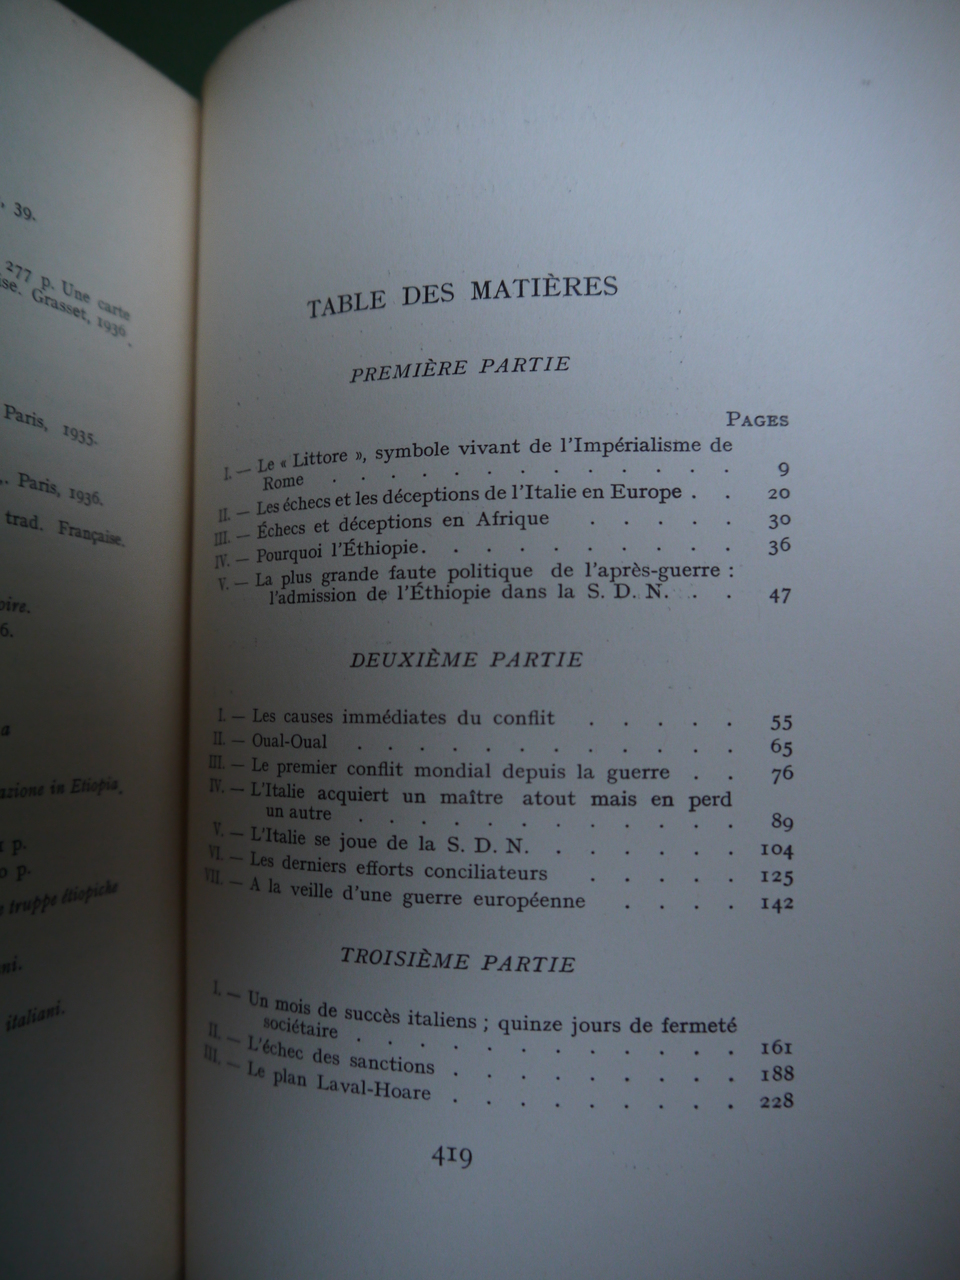 39.
277 p. Une carte
Grasset, 1936.
Paris, 1935.
Paris, 1936.
trad. Française.
6.
a
in Etiopia,
p.
p.
truppe etiopiche
italiani.
TABLE DES MATIÈRES
PREMIÈRE PARTIE
PAGES
I. — Le « Littore », symbole vivant de l'Impérialisme de
Rome . . . . . . . . . . . . . 9
II. — Les échecs et les déceptions de l'Italie en Europe . . 20
III. — Échecs et déceptions en Afrique . . . . . 30
IV. — Pourquoi l'Éthiopie. . . . . . . . . . 36
V. — La plus grande faute politique de l'après-guerre :
l'admission de l'Éthiopie dans la S. D. N. . . 47
DEUXIÈME PARTIE
I. — Les causes immédiates du conflit . . . . . 55
II. — Oual-Oual . . . . . . . . . . . . 65
III. — Le premier conflit mondial depuis la guerre . . 76
IV. — L'Italie acquiert un maître atout mais en perd
un autre . . . . . . . . . . . . 89
V. — L'Italie se joue de la S. D. N. . . . . . . 104
VI. — Les derniers efforts conciliateurs . . . . . 125
VII. — A la veille d'une guerre européenne . . . . 142
TROISIÈME PARTIE
I. — Un mois de succès italiens ; quinze jours de fermeté
sociétaire . . . . . . . . . . . . 161
II. — L'échec des sanctions . . . . . . . . . 188
III. — Le plan Laval-Hoare . . . . . . . . . 228
419